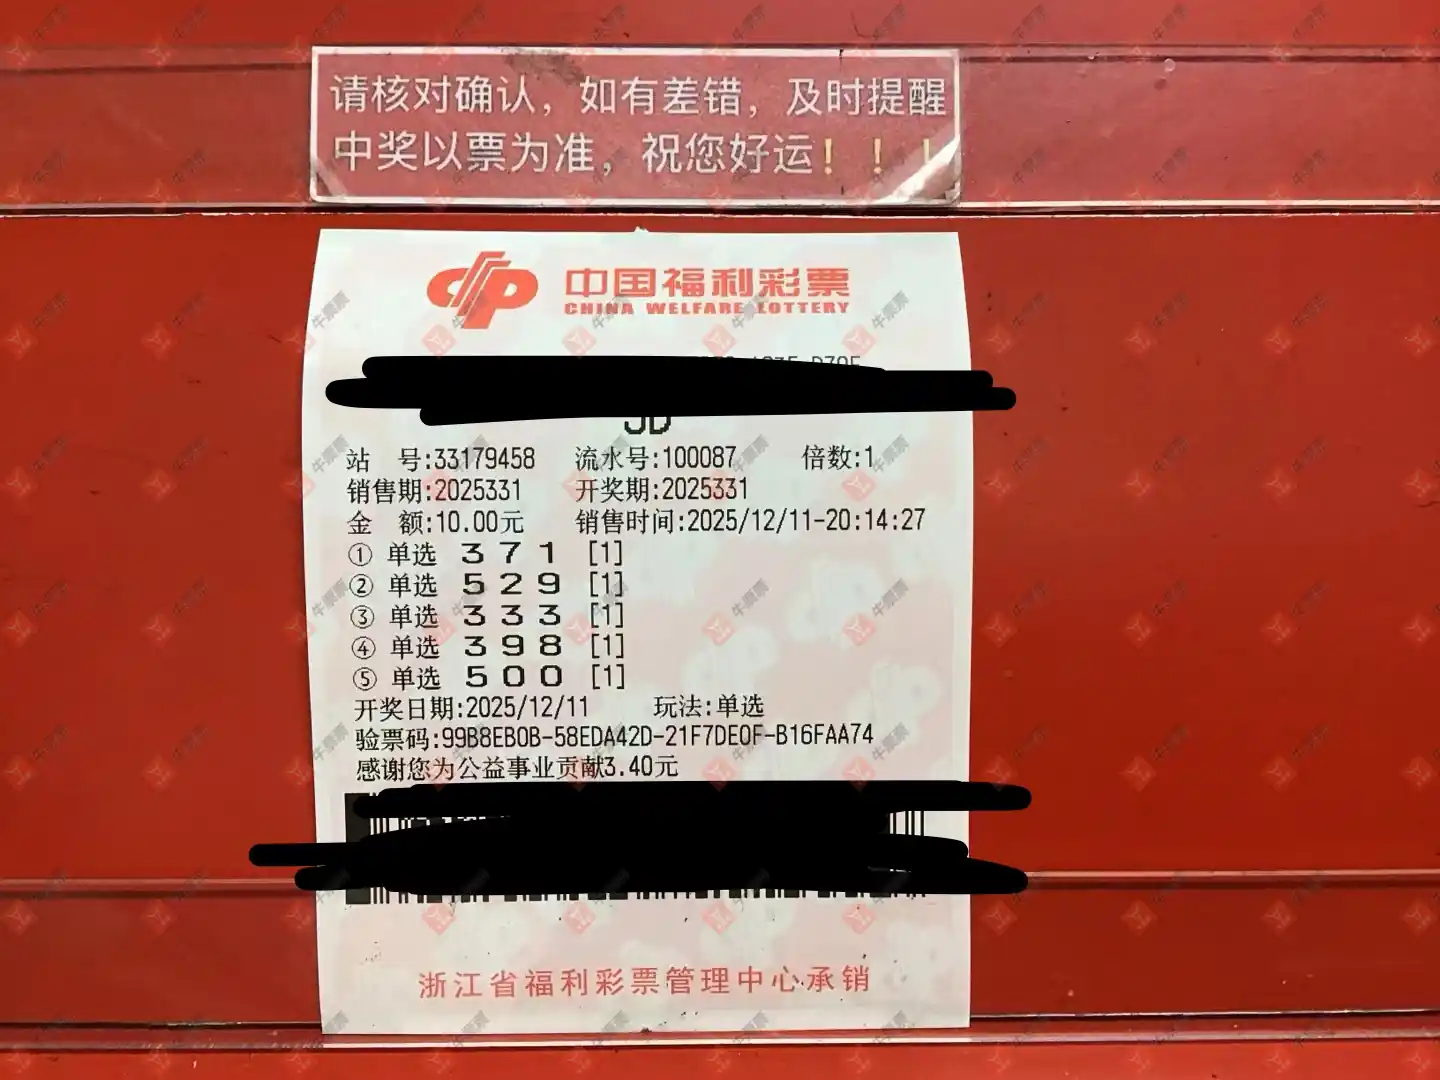 请核对确认，如有差错，及时提醒
中奖以票为准，祝您好运！！！
中国福利彩票
CHINA WELFARE LOTTERY
3D
站 号:33179458 流水号:100087 倍数:1
销售期:2025331 开奖期:2025331
金 额:10.00元 销售时间:2025/12/11-20:14:27
① 单选 3 7 1 [1]
② 单选 5 2 9 [1]
③ 单选 3 3 3 [1]
④ 单选 3 9 8 [1]
⑤ 单选 5 0 0 [1]
开奖日期:2025/12/11 玩法:单选
验票码:99B8EB0B-58EDA42D-21F7DE0F-B16FAA74
感谢您为公益事业贡献3.40元
浙江省福利彩票管理中心承销
牛票票